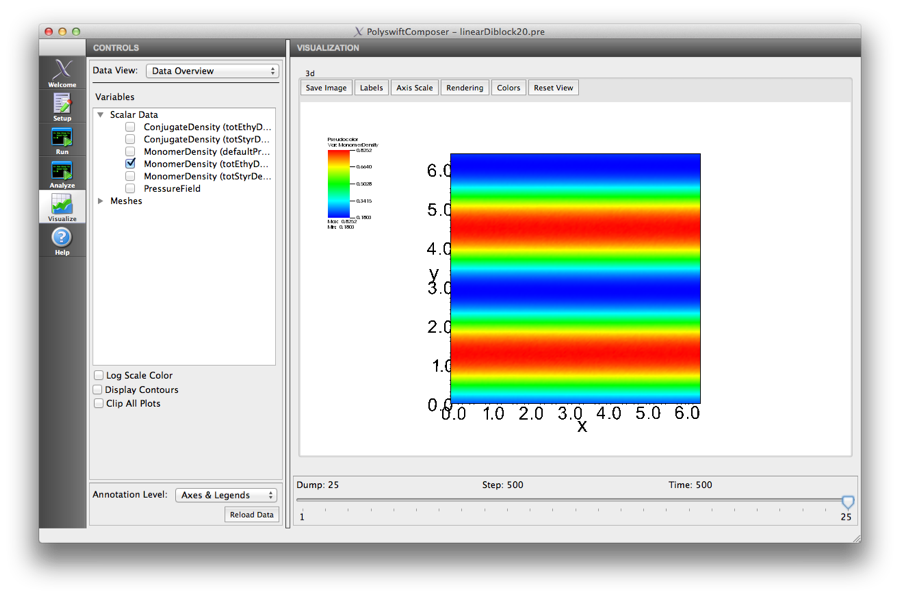 PolyswiftComposer - linearDiblock20.pre
CONTROLS
VISUALIZATION
Welcome
Setup
Run
Analyze
Visualize
Help
Data View: Data Overview
Variables
Scalar Data
ConjugateDensity (totEthyD...
ConjugateDensity (totStyrD...
MonomerDensity (defaultPr...
MonomerDensity (totEthyD...
MonomerDensity (totStyrDe...
PressureField
Meshes
Log Scale Color
Display Contours
Clip All Plots
Annotation Level: Axes & Legends
Reload Data
3d
Save Image Labels Axis Scale Rendering Colors Reset View
Pseudocolor
Var: MonomerDensity
0.8252
0.6640
0.5028
0.3415
0.1803
Max: 0.8252
Min: 0.1803
6.0
5.0
4.0
y
3.0
2.0
1.0
0.0
0.0 1.0 2.0 3.0 4.0 5.0 6.0
x
Dump: 25 Step: 500 Time: 500
1 25